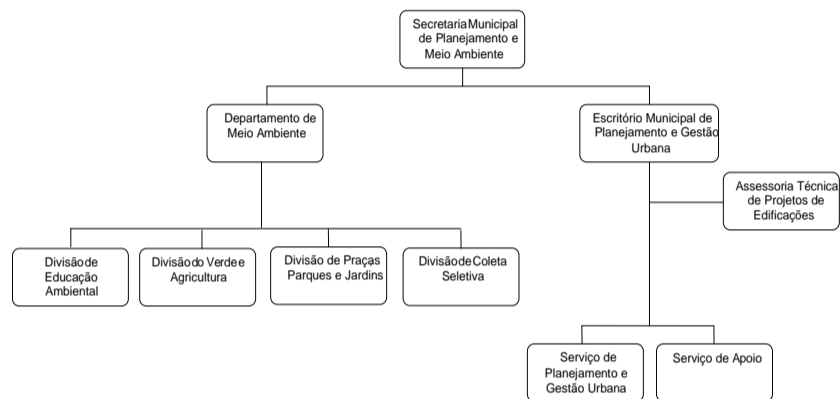 Secretaria Municipal
de Planejamento e
Meio Ambiente
Departamento de
Meio Ambiente
Escritório Municipal de
Planejamento e Gestão
Urbana
Assessoria Técnica
de Projetos de
Edificações
Divisão de
Educação
Ambiental
Divisão do Verde e
Agricultura
Divisão de Praças
Parques e Jardins
Divisão de Coleta
Seletiva
Serviço de
Planejamento e
Gestão Urbana
Serviço de Apoio